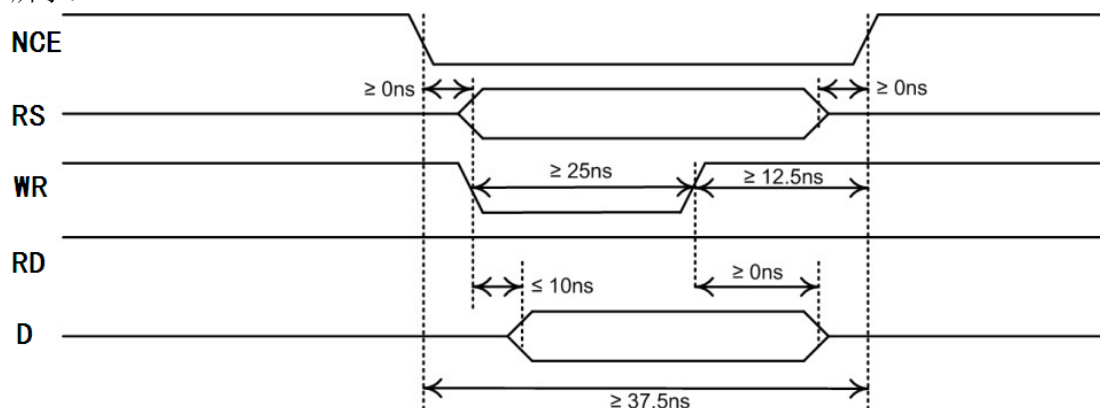 NCE
≥ 0ns
≥ 0ns
RS
WR
≥ 25ns
≥ 12.5ns
RD
≤ 10ns
≥ 0ns
D
≥ 37.5ns